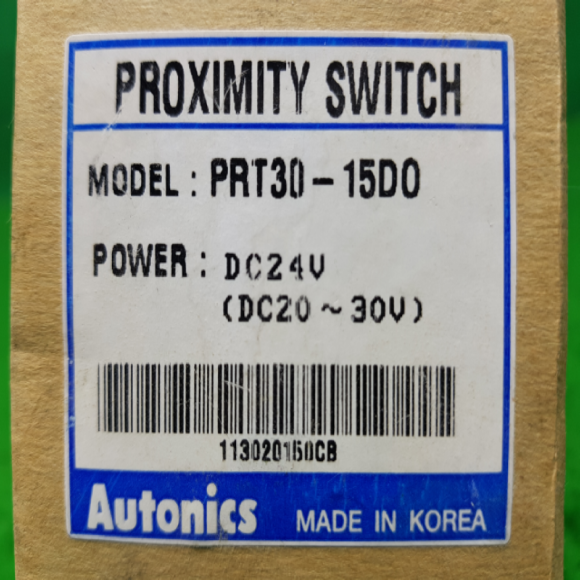 PROXIMITY SWITCH
MODEL : PRT30-15DO
POWER : DC24V
(DC20~30V)
113020150CB
Autonics MADE IN KOREA